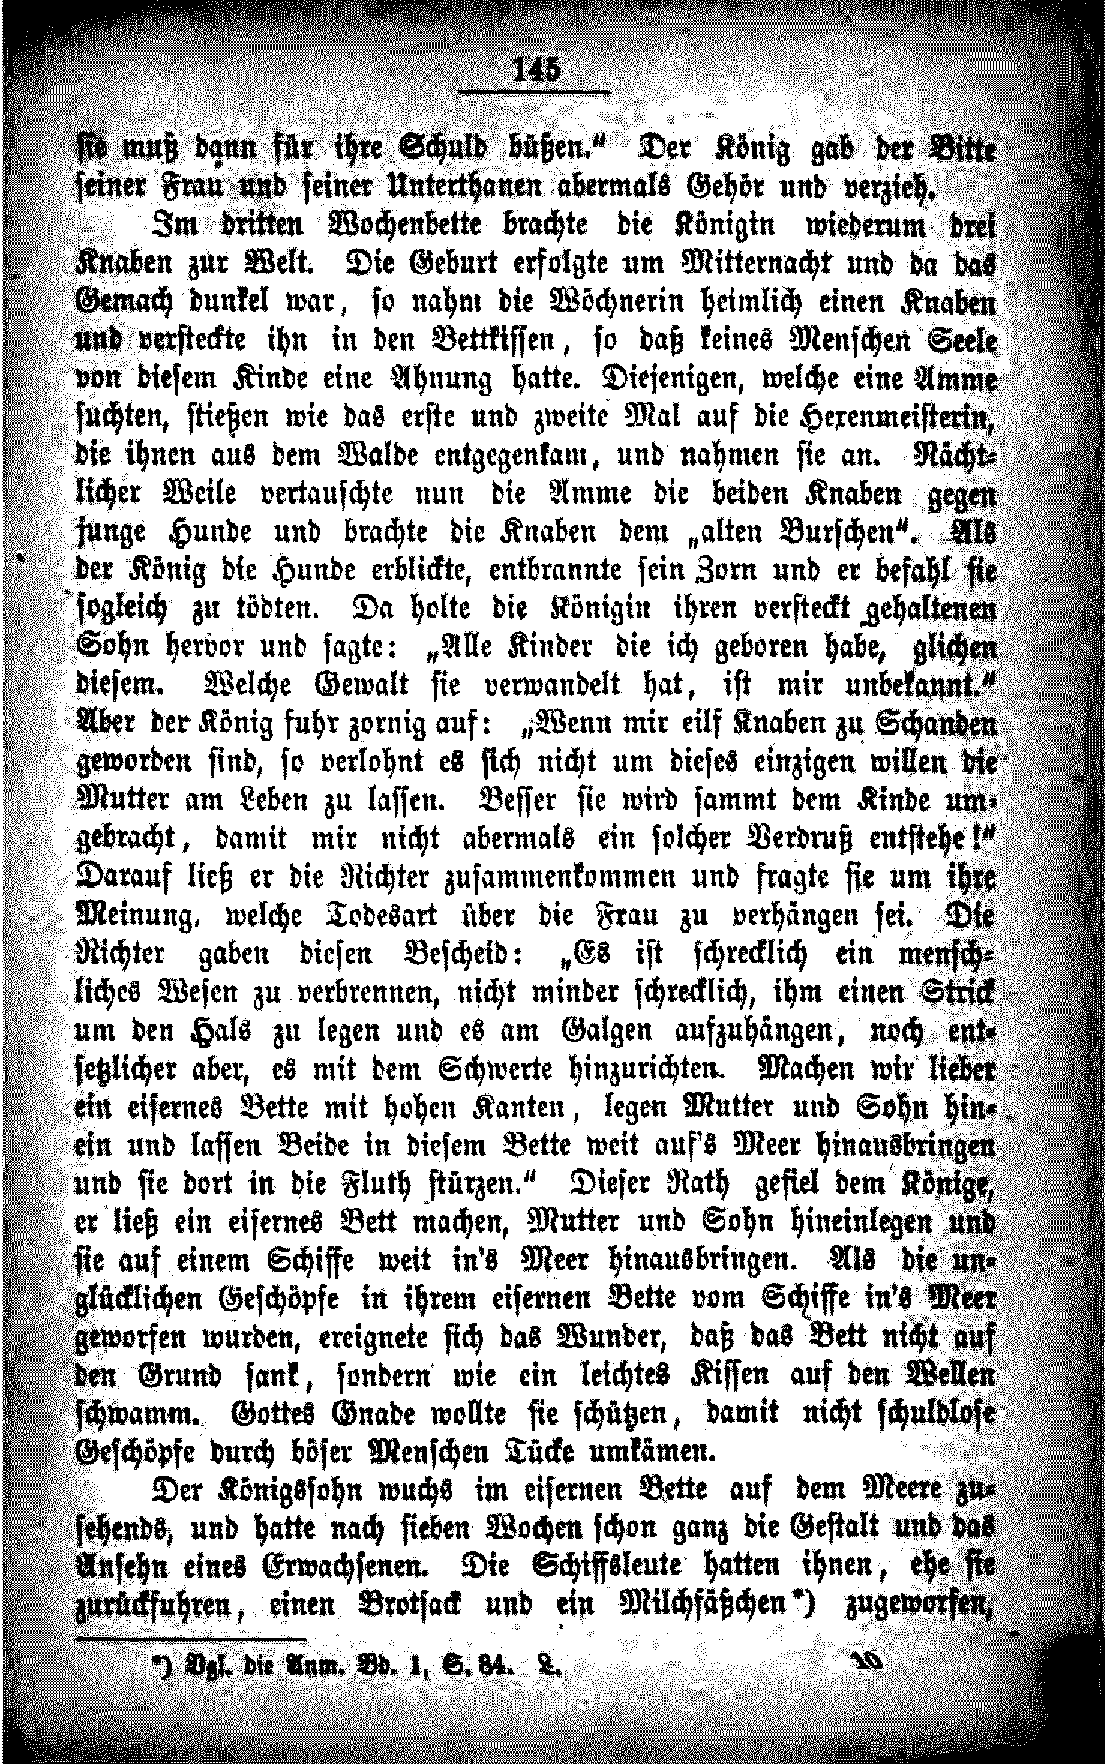 145
sie muß dann für ihre Schuld büßen.“ Der König gab der Bitte
seiner Frau und seiner Unterthanen abermals Gehör und verzieh.
Im dritten Wochenbette brachte die Königin wiederum drei
Knaben zur Welt. Die Geburt erfolgte um Mitternacht und da das
Gemach dunkel war, so nahm die Wöchnerin heimlich einen Knaben
und versteckte ihn in den Bettkissen, so daß keines Menschen Seele
von diesem Kinde eine Ahnung hatte. Diejenigen, welche eine Amme
suchten, stießen wie das erste und zweite Mal auf die Hexenmeisterin,
die ihnen aus dem Walde entgegenkam, und nahmen sie an. Nächt-
licher Weile vertauschte nun die Amme die beiden Knaben gegen
junge Hunde und brachte die Knaben dem „alten Burschen“. Als
der König die Hunde erblickte, entbrannte sein Zorn und er befahl sie
sogleich zu tödten. Da holte die Königin ihren versteckt gehaltenen
Sohn hervor und sagte: „Alle Kinder die ich geboren habe, glichen
diesem. Welche Gewalt sie verwandelt hat, ist mir unbekannt.“
Aber der König fuhr zornig auf: „Wenn mir eilf Knaben zu Schanden
geworden sind, so verlohnt es sich nicht um dieses einzigen willen die
Mutter am Leben zu lassen. Besser sie wird sammt dem Kinde um-
gebracht, damit mir nicht abermals ein solcher Verdruß entstehe!“
Darauf ließ er die Richter zusammenkommen und fragte sie um ihre
Meinung, welche Todesart über die Frau zu verhängen sei. Die
Richter gaben diesen Bescheid: „Es ist schrecklich ein mensch-
liches Wesen zu verbrennen, nicht minder schrecklich, ihm einen Strick
um den Hals zu legen und es am Galgen aufzuhängen, noch ent-
setzlicher aber, es mit dem Schwerte hinzurichten. Machen wir lieber
ein eisernes Bette mit hohen Kanten, legen Mutter und Sohn hin-
ein und lassen Beide in diesem Bette weit auf's Meer hinausbringen
und sie dort in die Fluth stürzen.“ Dieser Rath gefiel dem Könige,
er ließ ein eisernes Bett machen, Mutter und Sohn hineinlegen und
sie auf einem Schiffe weit in's Meer hinausbringen. Als die un-
glücklichen Geschöpfe in ihrem eisernen Bette vom Schiffe in's Meer
geworfen wurden, ereignete sich das Wunder, daß das Bett nicht auf
den Grund sank, sondern wie ein leichtes Kissen auf den Wellen
schwamm. Gottes Gnade wollte sie schützen, damit nicht schuldlose
Geschöpfe durch böser Menschen Tücke umkämen.
Der Königssohn wuchs im eisernen Bette auf dem Meere zu-
sehends, und hatte nach sieben Wochen schon ganz die Gestalt und das
Ansehn eines Erwachsenen. Die Schiffsleute hatten ihnen, ehe sie
zurückfuhren, einen Brotsack und ein Milchfäßchen*) zugeworfen,
*) Vgl. die Anm. Bd. 1, S. 84. L.
10